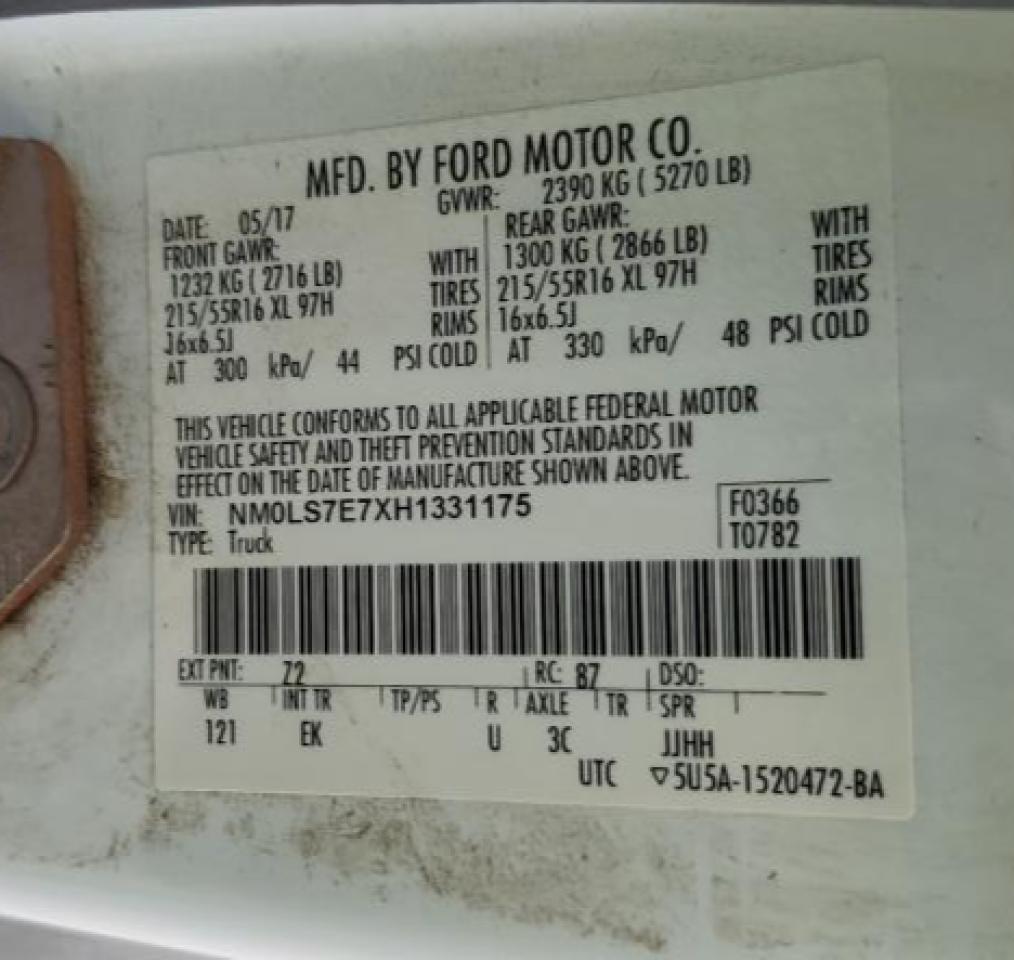 MFD. BY FORD MOTOR CO.
DATE: 05/17 GVWR: 2390 KG ( 5270 LB)
FRONT GAWR: REAR GAWR:
1232 KG ( 2716 LB) WITH 1300 KG ( 2866 LB) WITH
215/55R16 XL 97H TIRES 215/55R16 XL 97H TIRES
16x6.5J RIMS 16x6.5J RIMS
AT 300 kPa/ 44 PSI COLD AT 330 kPa/ 48 PSI COLD
THIS VEHICLE CONFORMS TO ALL APPLICABLE FEDERAL MOTOR
VEHICLE SAFETY AND THEFT PREVENTION STANDARDS IN
EFFECT ON THE DATE OF MANUFACTURE SHOWN ABOVE.
VIN: NM0LS7E7XH1331175 F0366
TYPE: Truck T0782
EXT PNT: Z2 RC: 87 DSO:
WB INT TR TP/PS R AXLE TR SPR
121 EK U 3C JJHH
UTC ▽5U5A-1520472-BA